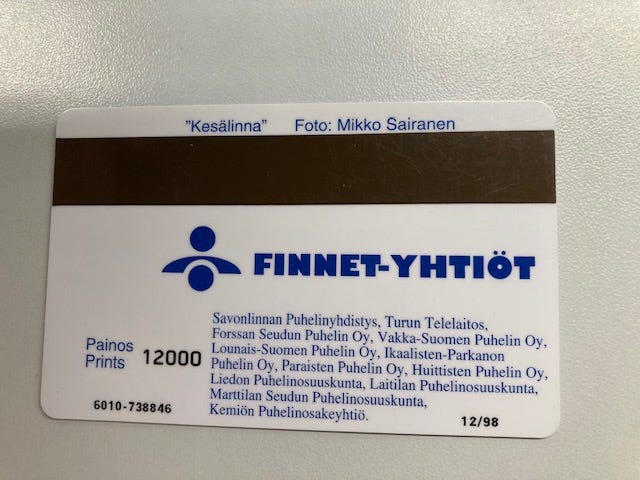 "Kesälinna" Foto: Mikko Sairanen
FINNET-YHTIÖT
Savonlinnan Puhelinyhdistys, Turun Telelaitos,
Forssan Seudun Puhelin Oy, Vakka-Suomen Puhelin Oy,
Lounais-Suomen Puhelin Oy, Ikaalisten-Parkanon
Puhelin Oy, Paraisten Puhelin Oy, Huittisten Puhelin Oy,
Liedon Puhelinosuuskunta, Laitilan Puhelinosuuskunta,
Marttilan Seudun Puhelinosuuskunta,
Kemiön Puhelinosakeyhtiö.
Painos
Prints 12000
6010-738846
12/98